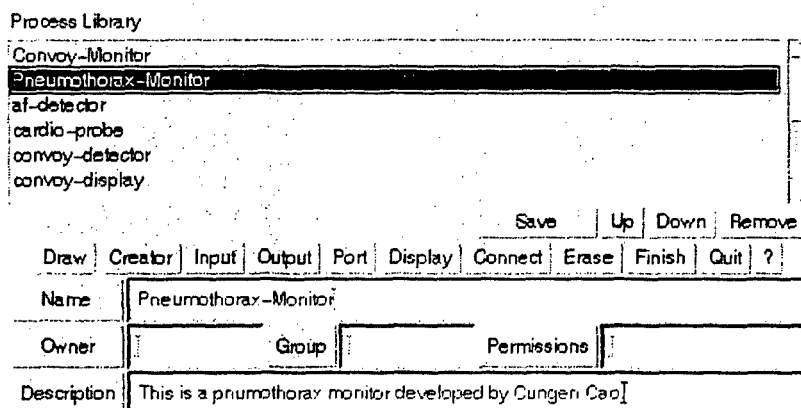 Process Library
Convoy-Monitor
Pneumothorax-Monitor
af-detector
cardio-probe
convoy-detector
convoy-display
Save Up Down Remove
Draw Creator Input Output Port Display Connect Erase Finish Quit ?
Name Pneumothorax-Monitor
Owner Group Permissions
Description This is a pnumothorax monitor developed by Cungen Cao